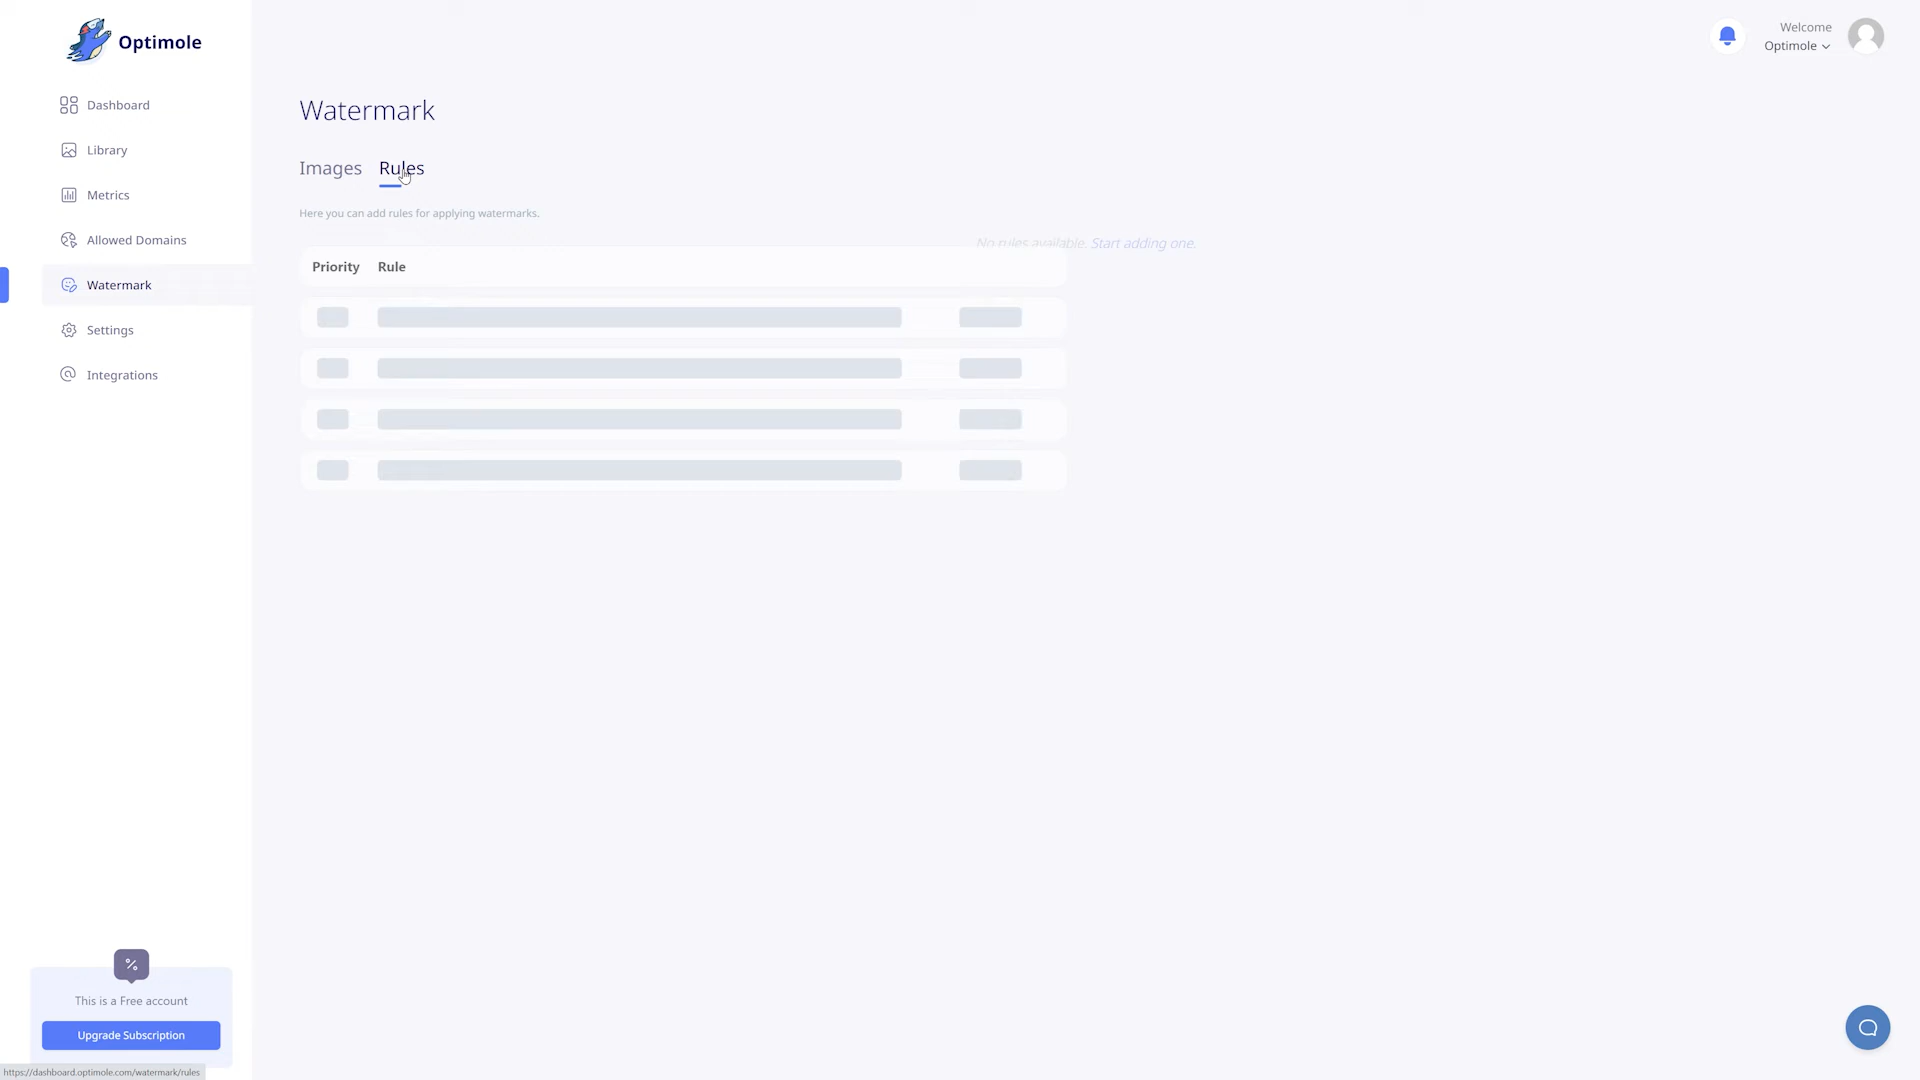 Optimole
Welcome
Optimole
Dashboard
Library
Metrics
Allowed Domains
Watermark
Settings
Integrations
Watermark
Images Rules
Here you can add rules for applying watermarks.
No rules available. Start adding one.
Priority Rule
%
This is a Free account
Upgrade Subscription
https://dashboard.optimole.com/watermark/rules